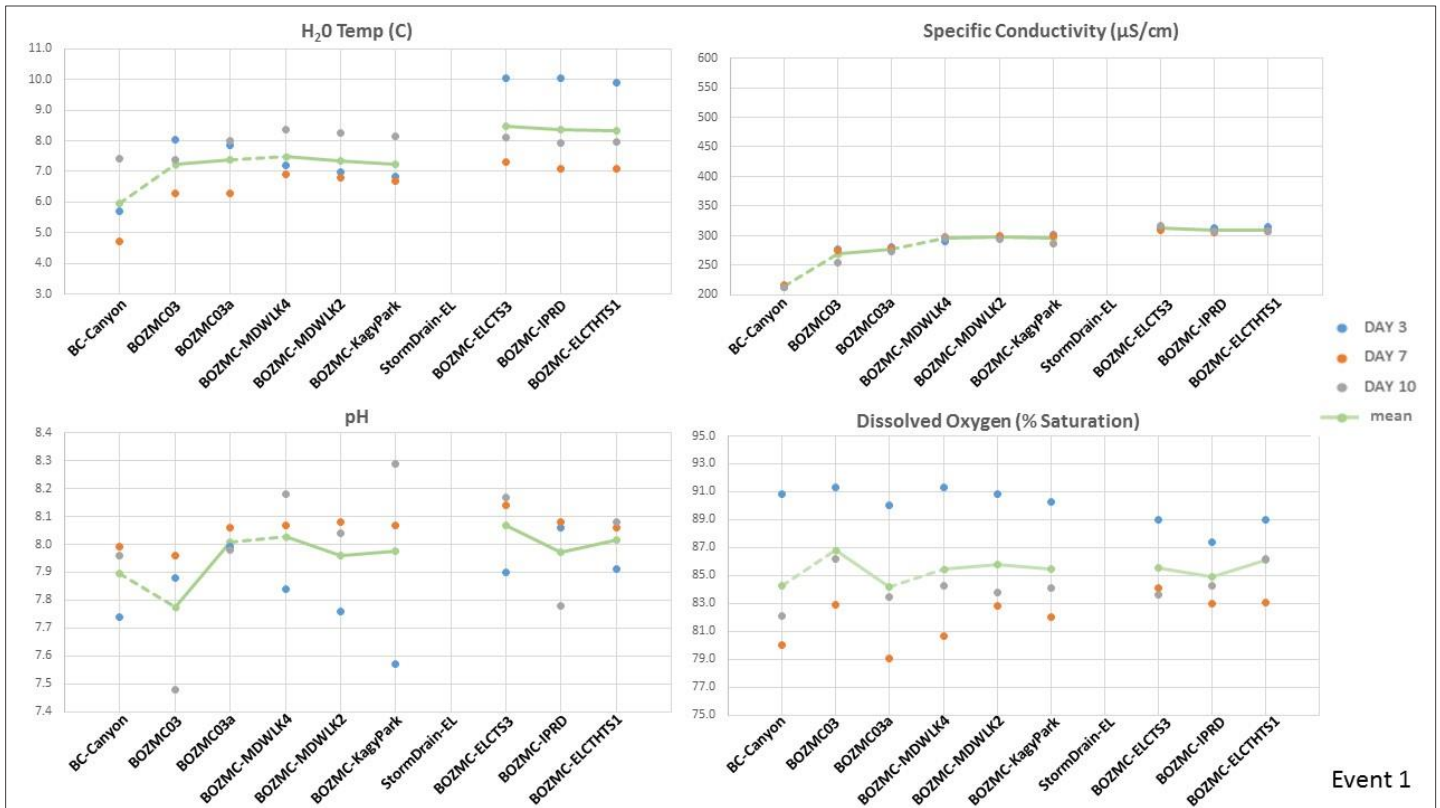 H₂0 Temp (C)
11.0
10.0
9.0
8.0
7.0
6.0
5.0
4.0
3.0
BC-Canyon
BOZMC03
BOZMC03a
BOZMC-MDWLK4
BOZMC-MDWLK2
BOZMC-KagyPark
StormDrain-EL
BOZMC-ELCTS3
BOZMC-IPRD
BOZMC-ELCTHTS1
Specific Conductivity (µS/cm)
600
550
500
450
400
350
300
250
200
BC-Canyon
BOZMC03
BOZMC03a
BOZMC-MDWLK4
BOZMC-MDWLK2
BOZMC-KagyPark
StormDrain-EL
BOZMC-ELCTS3
BOZMC-IPRD
BOZMC-ELCTHTS1
DAY 3
DAY 7
DAY 10
mean
pH
8.4
8.3
8.2
8.1
8.0
7.9
7.8
7.7
7.6
7.5
7.4
BC-Canyon
BOZMC03
BOZMC03a
BOZMC-MDWLK4
BOZMC-MDWLK2
BOZMC-KagyPark
StormDrain-EL
BOZMC-ELCTS3
BOZMC-IPRD
BOZMC-ELCTHTS1
Dissolved Oxygen (% Saturation)
95.0
93.0
91.0
89.0
87.0
85.0
83.0
81.0
79.0
77.0
75.0
BC-Canyon
BOZMC03
BOZMC03a
BOZMC-MDWLK4
BOZMC-MDWLK2
BOZMC-KagyPark
StormDrain-EL
BOZMC-ELCTS3
BOZMC-IPRD
BOZMC-ELCTHTS1
Event 1